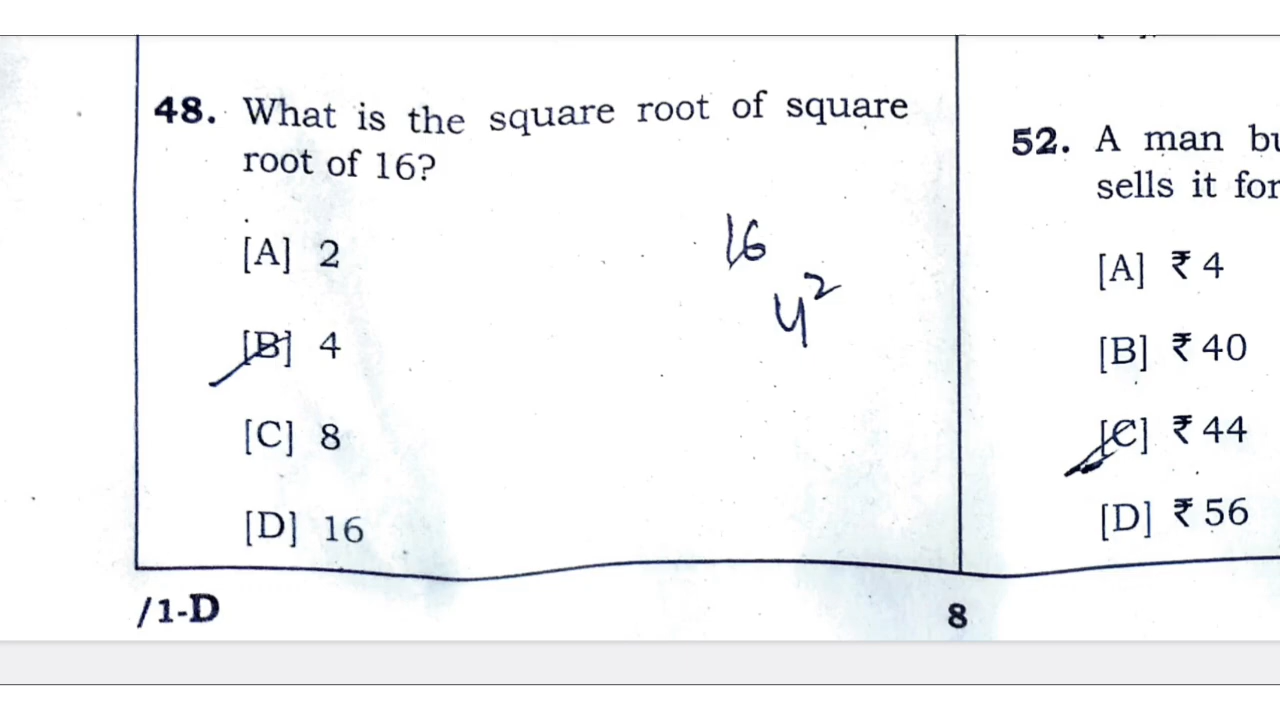 48. What is the square root of square
root of 16?
[A] 2
[B] 4
[C] 8
[D] 16
16
4²
52. A man bu
sells it for
[A] ₹ 4
[B] ₹ 40
[C] ₹ 44
[D] ₹ 56
/1-D
8